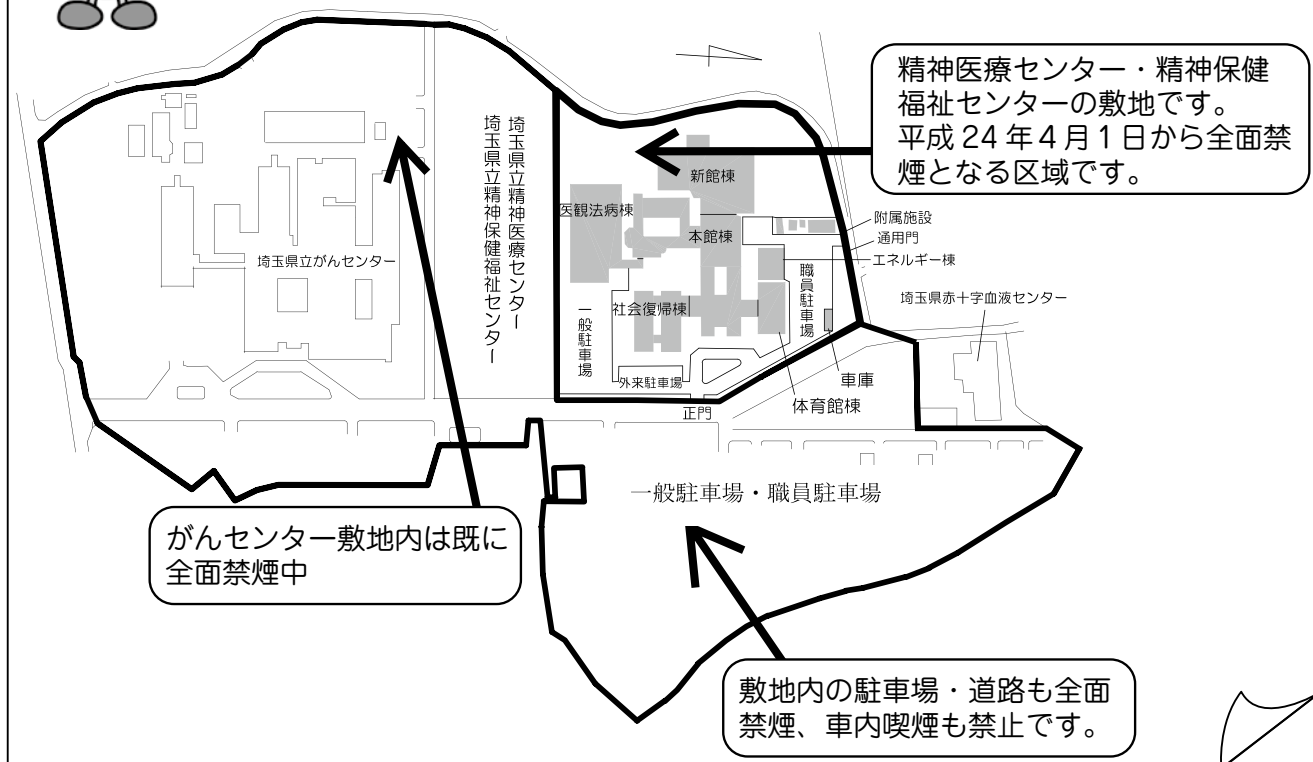 精神医療センター・精神保健
福祉センターの敷地です。
平成24年4月1日から全面禁
煙となる区域です。
埼玉県立精神医療センター
埼玉県立精神保健福祉センター
新館棟
医観法病棟
本館棟
附属施設
通用門
エネルギー棟
埼玉県立がんセンター
職員駐車場
埼玉県赤十字血液センター
社会復帰棟
一般駐車場
外来駐車場
車庫
体育館棟
正門
一般駐車場・職員駐車場
がんセンター敷地内は既に
全面禁煙中
敷地内の駐車場・道路も全面
禁煙、車内喫煙も禁止です。